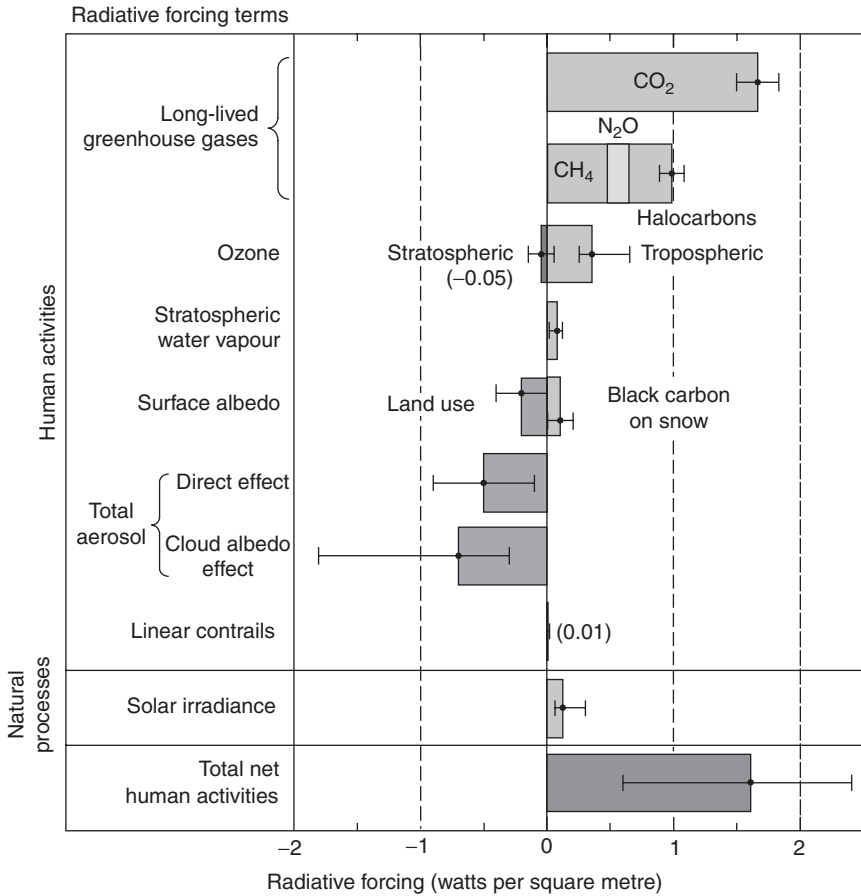 Radiative forcing terms
Human activities
Long-lived
greenhouse gases
CO₂
N₂O
CH₄
Halocarbons
Ozone
Stratospheric
(−0.05)
Tropospheric
Stratospheric
water vapour
Surface albedo
Land use
Black carbon
on snow
Total
aerosol
Direct effect
Cloud albedo
effect
Linear contrails
(0.01)
Natural
processes
Solar irradiance
Total net
human activities
−2 −1 0 1 2
Radiative forcing (watts per square metre)